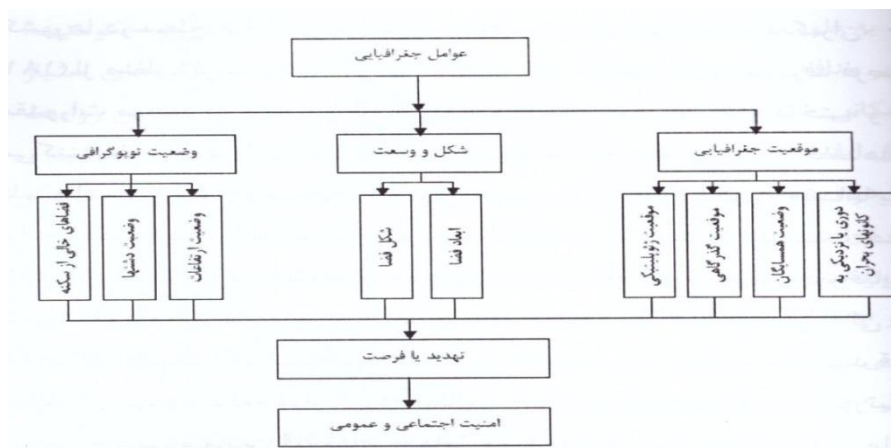 عوامل جغرافیایی
موقعیت جغرافیایی
شکل و وسعت
وضعیت توپوگرافی
دوری یا نزدیکی به
کانونهای بحران
وضعیت همسایگان
موقعیت گذرگاهی
موقعیت ژئوپلیتیکی
ابعاد فضا
شکل فضا
وضعیت ارتفاعات
وضعیت دشتها
فضاهای خالی از سکنه
تهدید یا فرصت
امنیت اجتماعی و عمومی